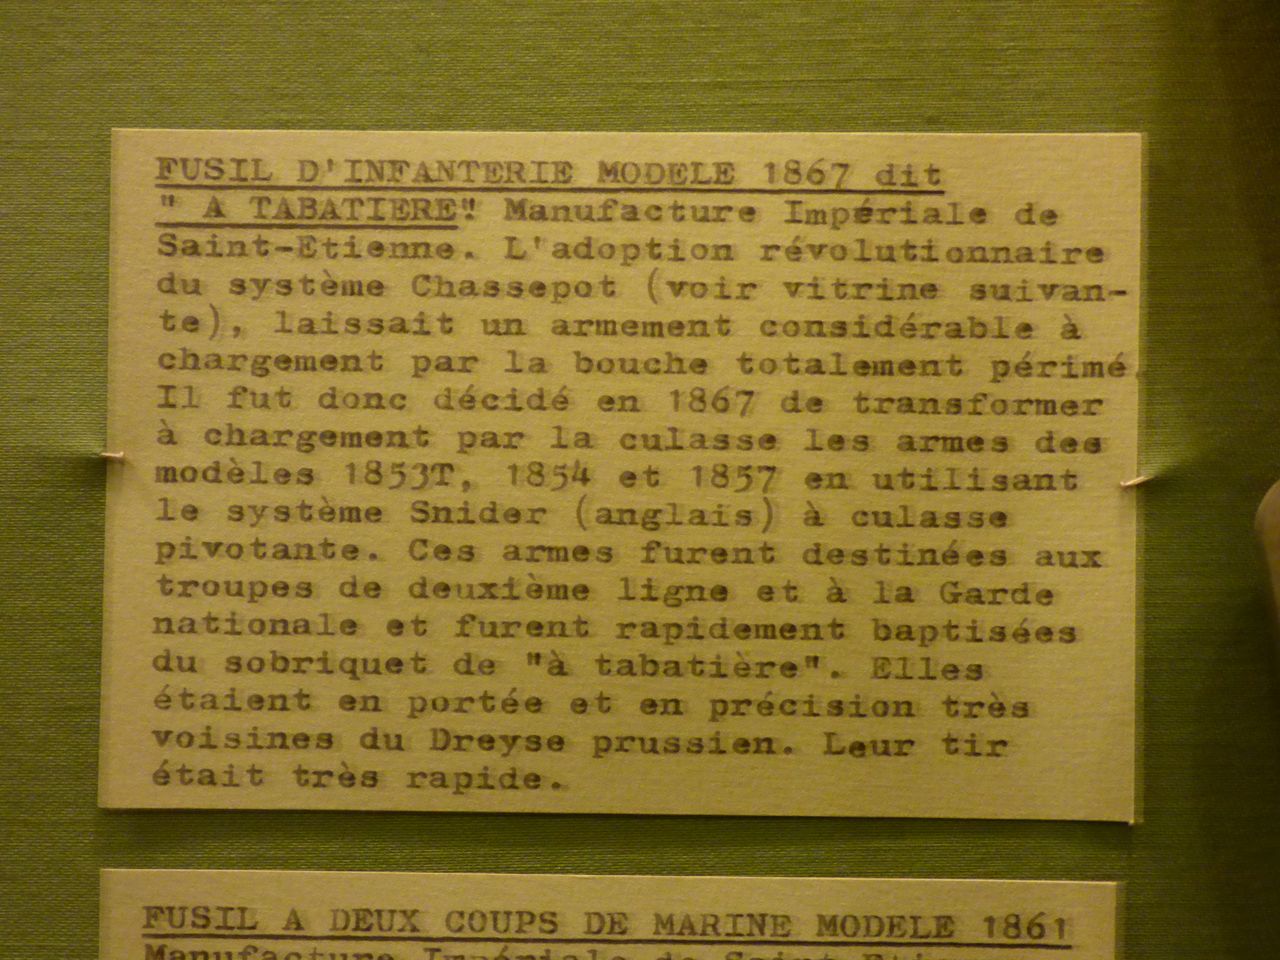 FUSIL D'INFANTERIE MODELE 1867 dit
" A TABATIERE". Manufacture Impériale de
Saint-Etienne. L'adoption révolutionnaire
du système Chassepot (voir vitrine suivan-
te), laissait un armement considérable à
chargement par la bouche totalement périmé.
Il fut donc décidé en 1867 de transformer
à chargement par la culasse les armes des
modèles 1853T, 1854 et 1857 en utilisant
le système Snider (anglais) à culasse
pivotante. Ces armes furent destinées aux
troupes de deuxième ligne et à la Garde
nationale et furent rapidement baptisées
du sobriquet de "à tabatière". Elles
étaient en portée et en précision très
voisines du Dreyse prussien. Leur tir
était très rapide.
FUSIL A DEUX COUPS DE MARINE MODELE 1861
Manufacture Impériale de Saint-Etienne